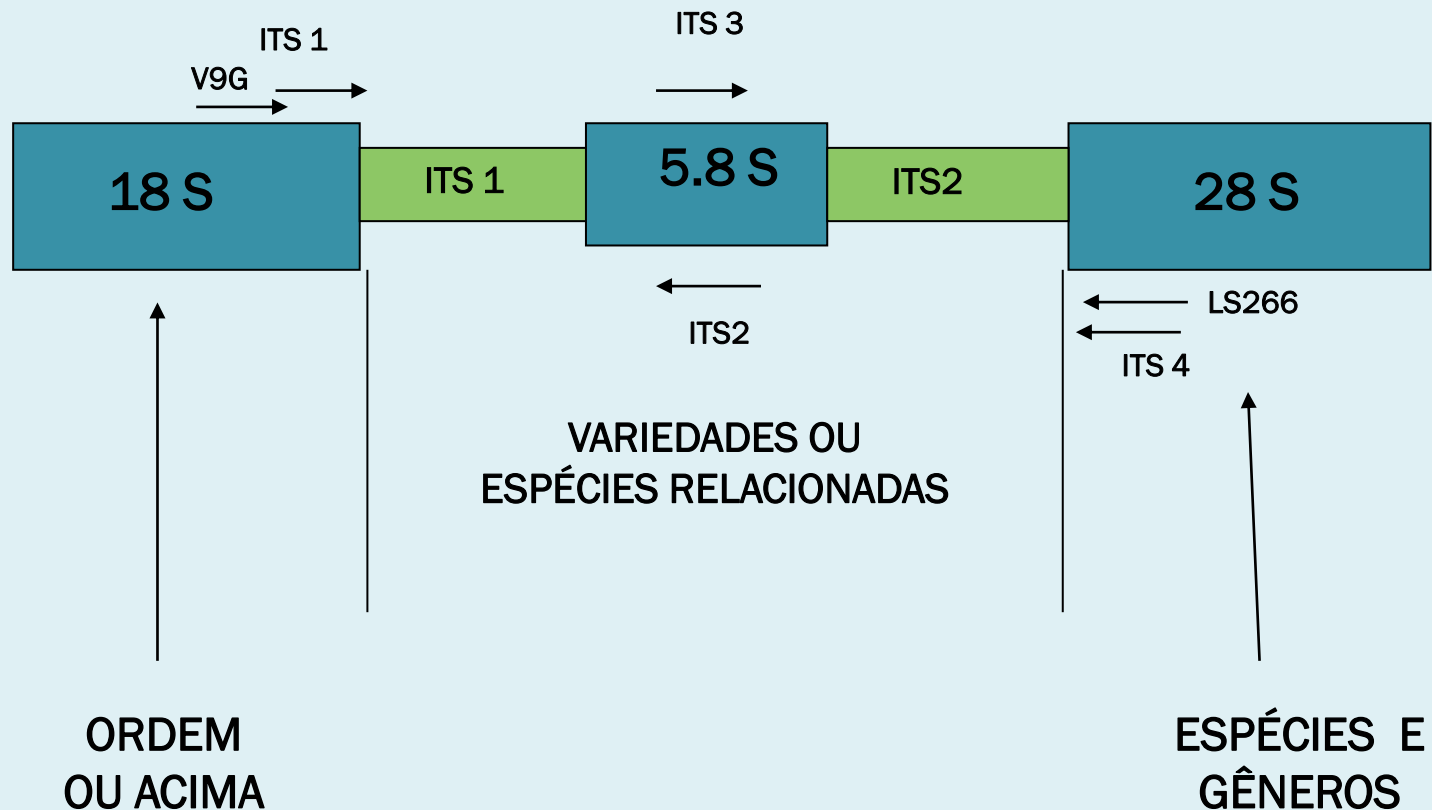 ITS 3
ITS 1
V9G
18 S
ITS 1
5.8 S
ITS2
28 S
LS266
ITS2
ITS 4
VARIEDADES OU
ESPÉCIES RELACIONADAS
ORDEM
OU ACIMA
ESPÉCIES E
GÊNEROS